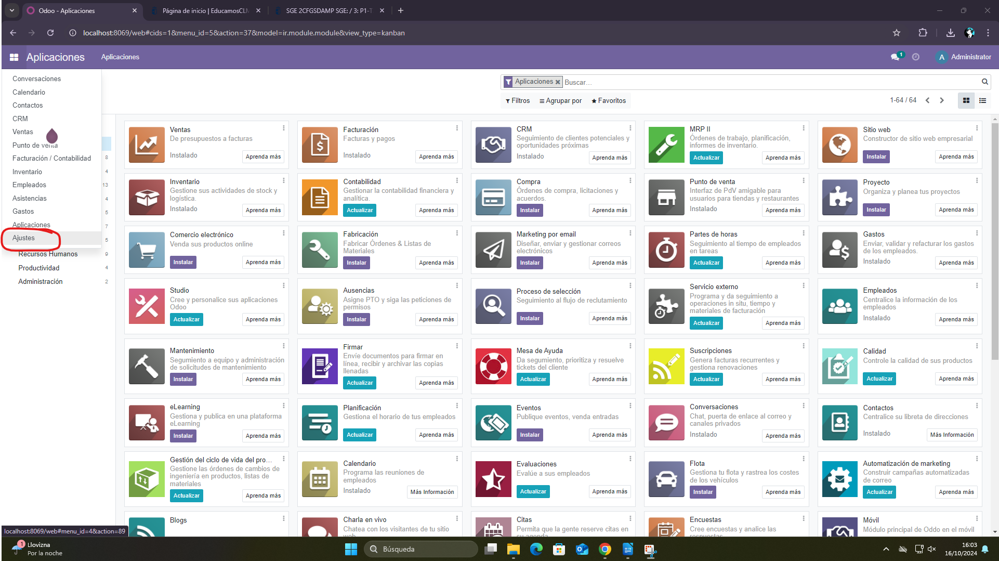 Odoo - Aplicaciones
Página de inicio | EducamosCLM
SGE 2CFGSDAMP SGE: / 3: P1-T
localhost:8069/web#cids=1&menu_id=5&action=37&model=ir.module.module&view_type=kanban
Aplicaciones
Aplicaciones
1
A Administrator
Conversaciones
Calendario
Contactos
CRM
Ventas
Punto de venta
Facturación / Contabilidad
8
Inventario
4
Empleados
13
Asistencias
4
Gastos
5
Aplicaciones
7
Ajustes
5
Recursos Humanos
9
Productividad
4
Administración
2
Aplicaciones
Buscar...
Filtros
Agrupar por
Favoritos
1-64 / 64
Ventas
De presupuestos a facturas
Instalado
Aprenda más
Facturación
Facturas y pagos
Instalado
Aprenda más
CRM
Seguimiento de clientes potenciales y
oportunidades próximas
Instalado
Aprenda más
MRP II
Órdenes de trabajo, planificación,
informes de inventario.
Actualizar
Aprenda más
Sitio web
Constructor de sitio web empresarial
Instalar
Aprenda más
Inventario
Gestione sus actividades de stock y
logística.
Instalado
Aprenda más
Contabilidad
Gestionar la contabilidad financiera y
analítica.
Actualizar
Aprenda más
Compra
Órdenes de compra, licitaciones y
acuerdos.
Instalar
Aprenda más
Punto de venta
Interfaz de PdV amigable para
usuarios para tiendas y restaurantes
Instalado
Aprenda más
Proyecto
Organiza y planea tus proyectos
Instalar
Aprenda más
Comercio electrónico
Venda sus productos online
Instalar
Aprenda más
Fabricación
Fabricar Órdenes & Listas de
Materiales
Instalar
Aprenda más
Marketing por email
Diseñar, enviar y gestionar correos
electrónicos
Instalar
Aprenda más
Partes de horas
Seguimiento al tiempo de empleados
en tareas
Actualizar
Aprenda más
Gastos
Enviar, validar y refacturar los gastos
de los empleados.
Instalado
Aprenda más
Studio
Cree y personalice sus aplicaciones
Odoo
Actualizar
Aprenda más
Ausencias
Asigne PTO y siga las peticiones de
permisos
Instalar
Aprenda más
Proceso de selección
Seguimiento al flujo de reclutamiento
Instalar
Aprenda más
Servicio externo
Programa y da seguimiento a
operaciones in situ, tiempo y
materiales de facturación
Actualizar
Aprenda más
Empleados
Centralice la información de los
empleados
Instalado
Aprenda más
Mantenimiento
Segumiento a equipo y administración
de solicitudes de mantenimiento
Instalar
Aprenda más
Firmar
Envíe documentos para firmar en
línea, recibir y archivar las copias
llenadas
Actualizar
Aprenda más
Mesa de Ayuda
Da segumiento, prioritiza y resuelve
tickets del cliente
Actualizar
Aprenda más
Suscripciones
Genera facturas recurrentes y
gestiona renovaciones
Actualizar
Aprenda más
Calidad
Controle la calidad de sus productos
Actualizar
Aprenda más
eLearning
Gestiona y publica en una plataforma
eLearning
Instalar
Aprenda más
Planificación
Gestiona el horario de tus empleados
Actualizar
Aprenda más
Eventos
Publique eventos, venda entradas
Instalar
Aprenda más
Conversaciones
Chat, puerta de enlace al correo y
canales privados
Instalado
Aprenda más
Contactos
Centralice su libreta de direcciones
Instalado
Más Información
Gestión del ciclo de vida del pro...
Gestione las órdenes de cambios de
ingeniería en productos, listas de
materiales
Actualizar
Aprenda más
Calendario
Programa las reuniones de
empleados
Instalado
Más Información
Evaluaciones
Evalúe a sus empleados
Actualizar
Aprenda más
Flota
Gestiona tu flota y rastrea los costes
de los vehículos
Instalar
Aprenda más
Automatización de marketing
Construir campañas automatizadas
de correo
Actualizar
Aprenda más
Blogs
Charla en vivo
Chatea con los visitantes de tu sitio
web
Citas
Permita que la gente reserve citas en
su agenda
Encuestas
Cree encuestas y analice las
respuestas
Móvil
Módulo principal de Odoo en el móvil
localhost:8069/web#menu_id=4&action=89
1
Llovizna
Por la noche
Búsqueda
16:03
16/10/2024